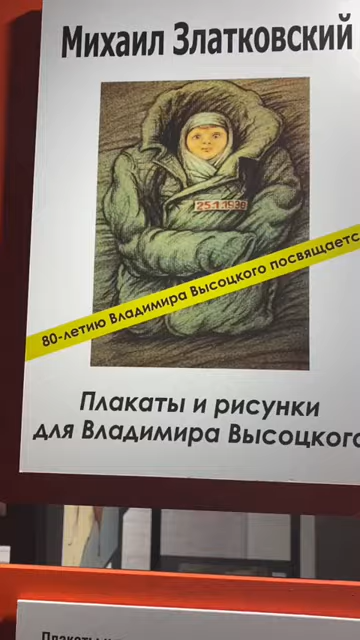 Михаил Златковский
25.1.1938
80-летию Владимира Высоцкого посвящаетс
Плакаты и рисунки
для Владимира Высоцкого